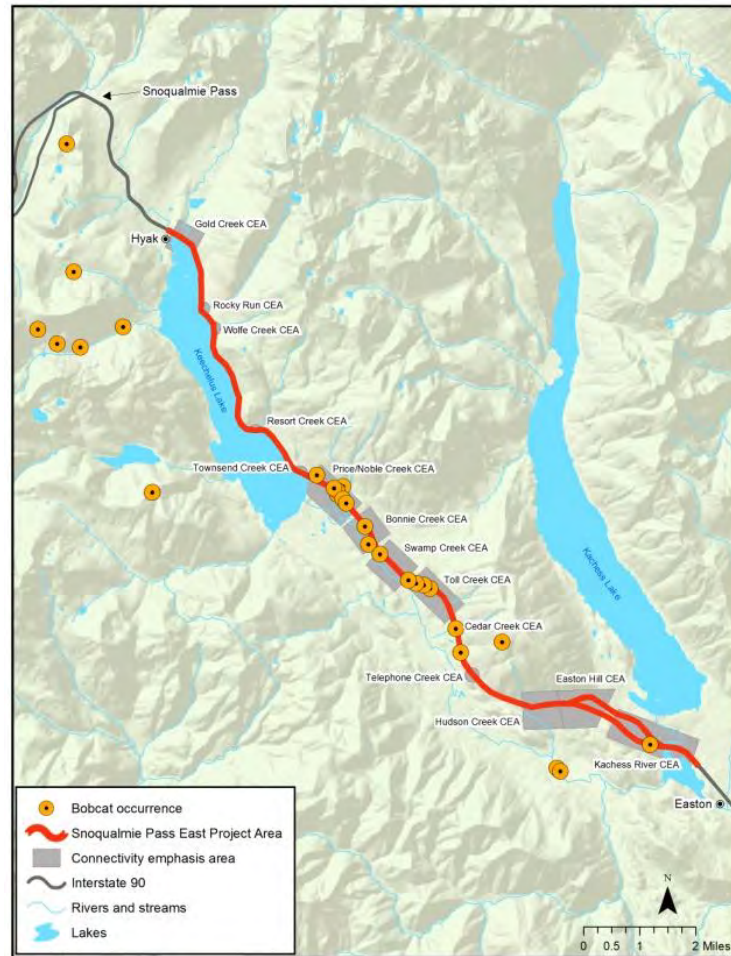 Snoqualmie Pass
Gold Creek CEA
Hyak
Rocky Run CEA
Wolfe Creek CEA
Keechelus Lake
Resort Creek CEA
Townsend Creek CEA
Price/Noble Creek CEA
Bonnie Creek CEA
Swamp Creek CEA
Toll Creek CEA
Kachess Lake
Cedar Creek CEA
Telephone Creek CEA
Easton Hill CEA
Hudson Creek CEA
Kachess River CEA
Easton
Bobcat occurrence
Snoqualmie Pass East Project Area
Connectivity emphasis area
Interstate 90
Rivers and streams
Lakes
N
0 0.5 1 2 Miles